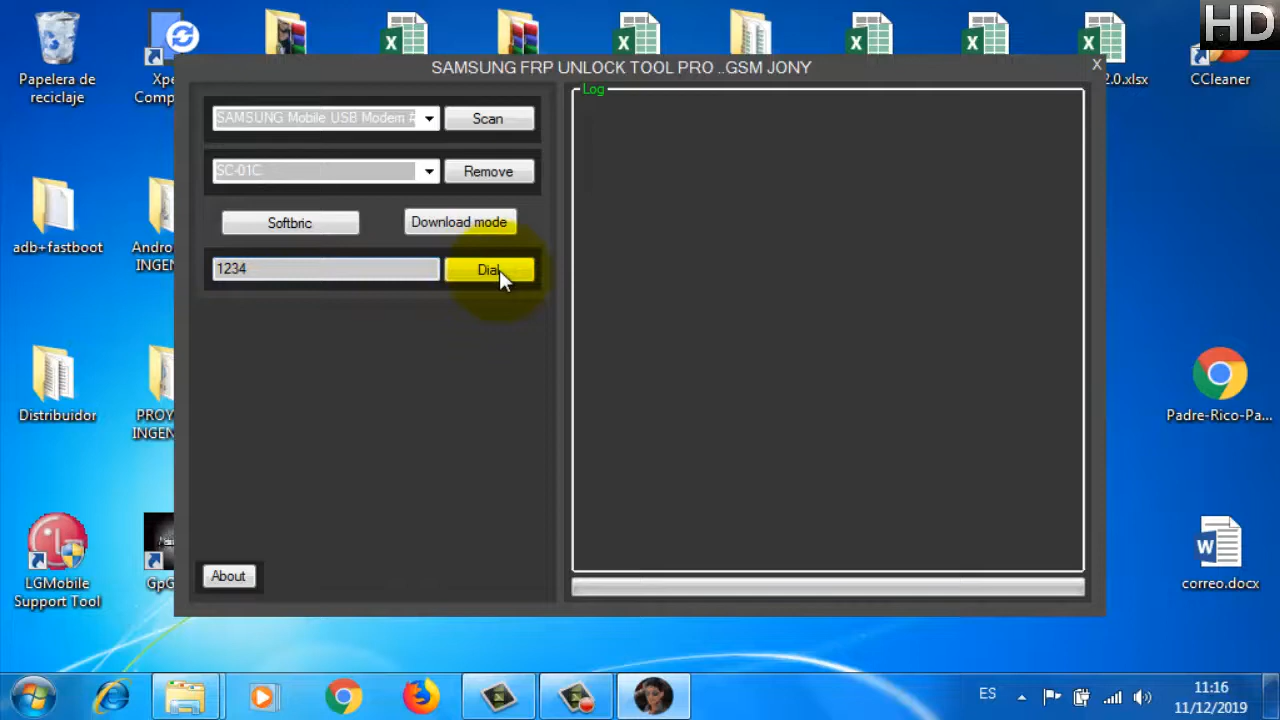 HD
SAMSUNG FRP UNLOCK TOOL PRO ..GSM JONY
X
Papelera de
reciclaje
Xpe
Comp
2.0.xlsx
CCleaner
SAMSUNG Mobile USB Modem #
Scan
Log
SC-01C
Remove
Softbric
Download mode
1234
Dial
adb+fastboot
Andro
INGEN
Distribuidor
PROY
INGEN
Padre-Rico-Pa...
LGMobile
Support Tool
GpG
About
correo.docx
ES
11:16
11/12/2019